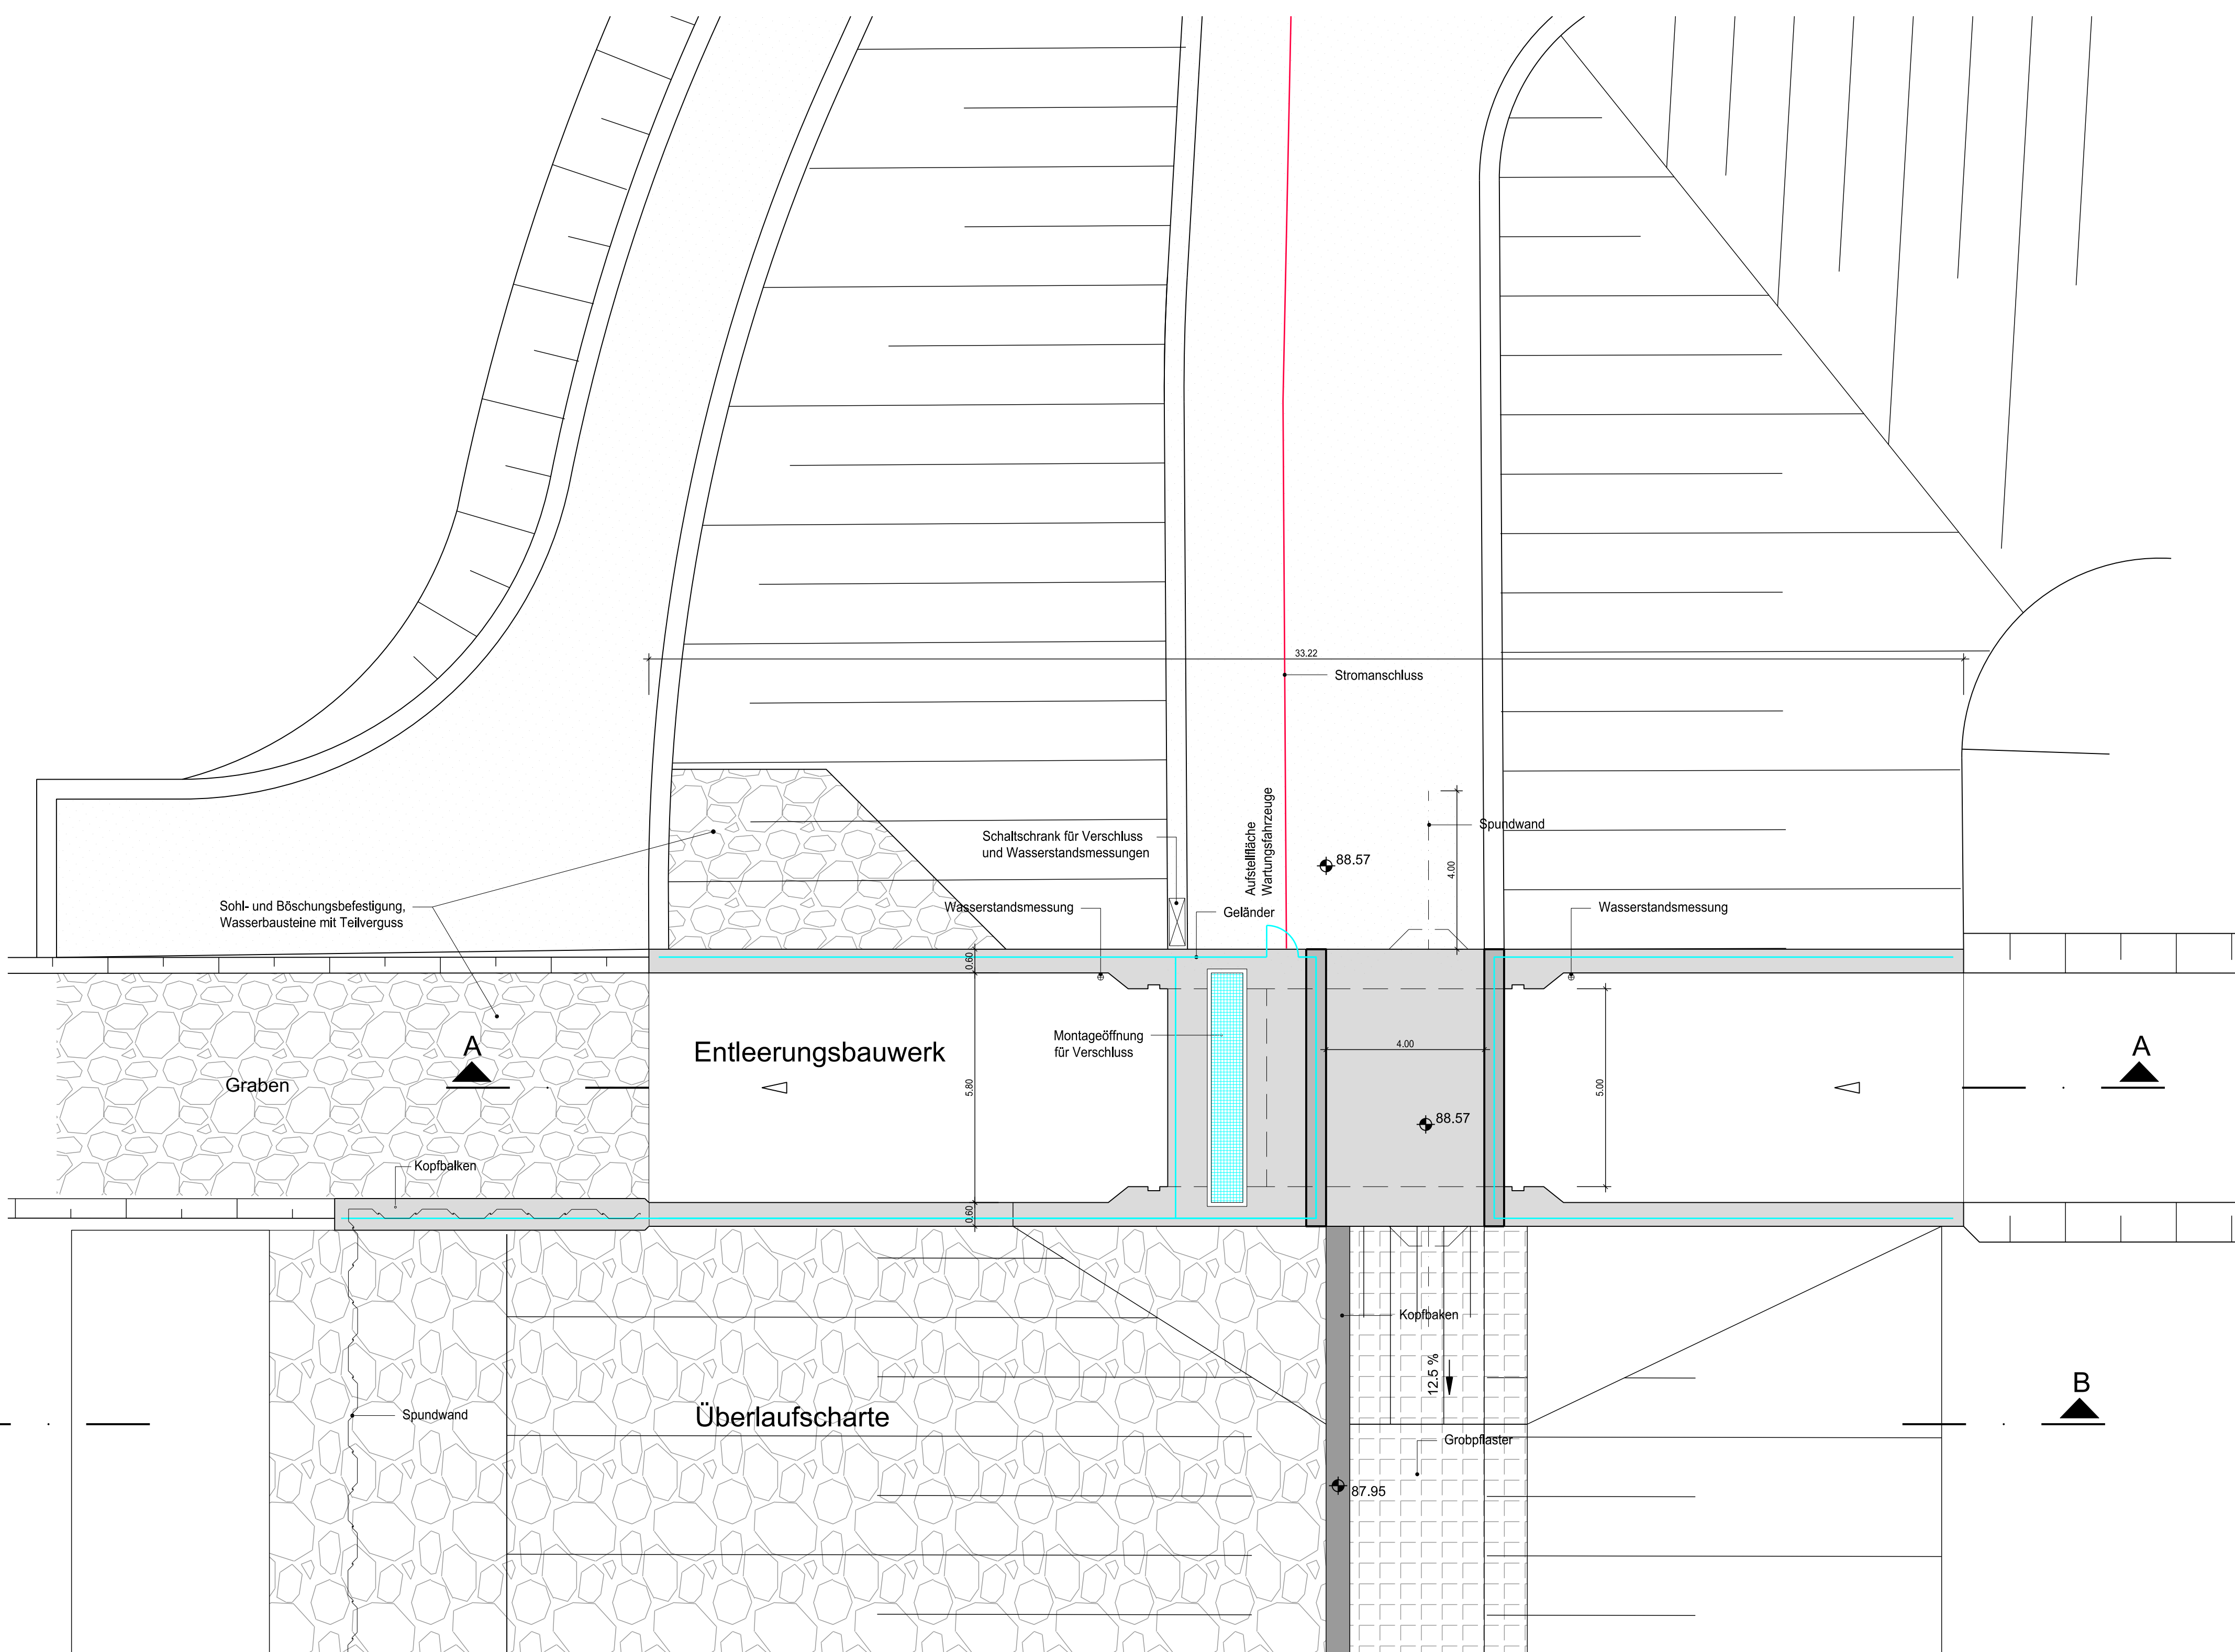 33.22
Stromanschluss
Aufstellfläche
Wartungsfahrzeuge
Spundwand
4.00
88.57
Schaltschrank für Verschluss
und Wasserstandsmessungen
Sohl- und Böschungsbefestigung,
Wasserbausteine mit Teilverguss
Wasserstandsmessung
Geländer
Wasserstandsmessung
0.60
Montageöffnung
für Verschluss
Entleerungsbauwerk
4.00
A
A
Graben
5.80
5.00
88.57
Kopfbalken
0.60
Kopfbaken
12.5 %
B
Spundwand
Überlaufscharte
Grobpflaster
87.95